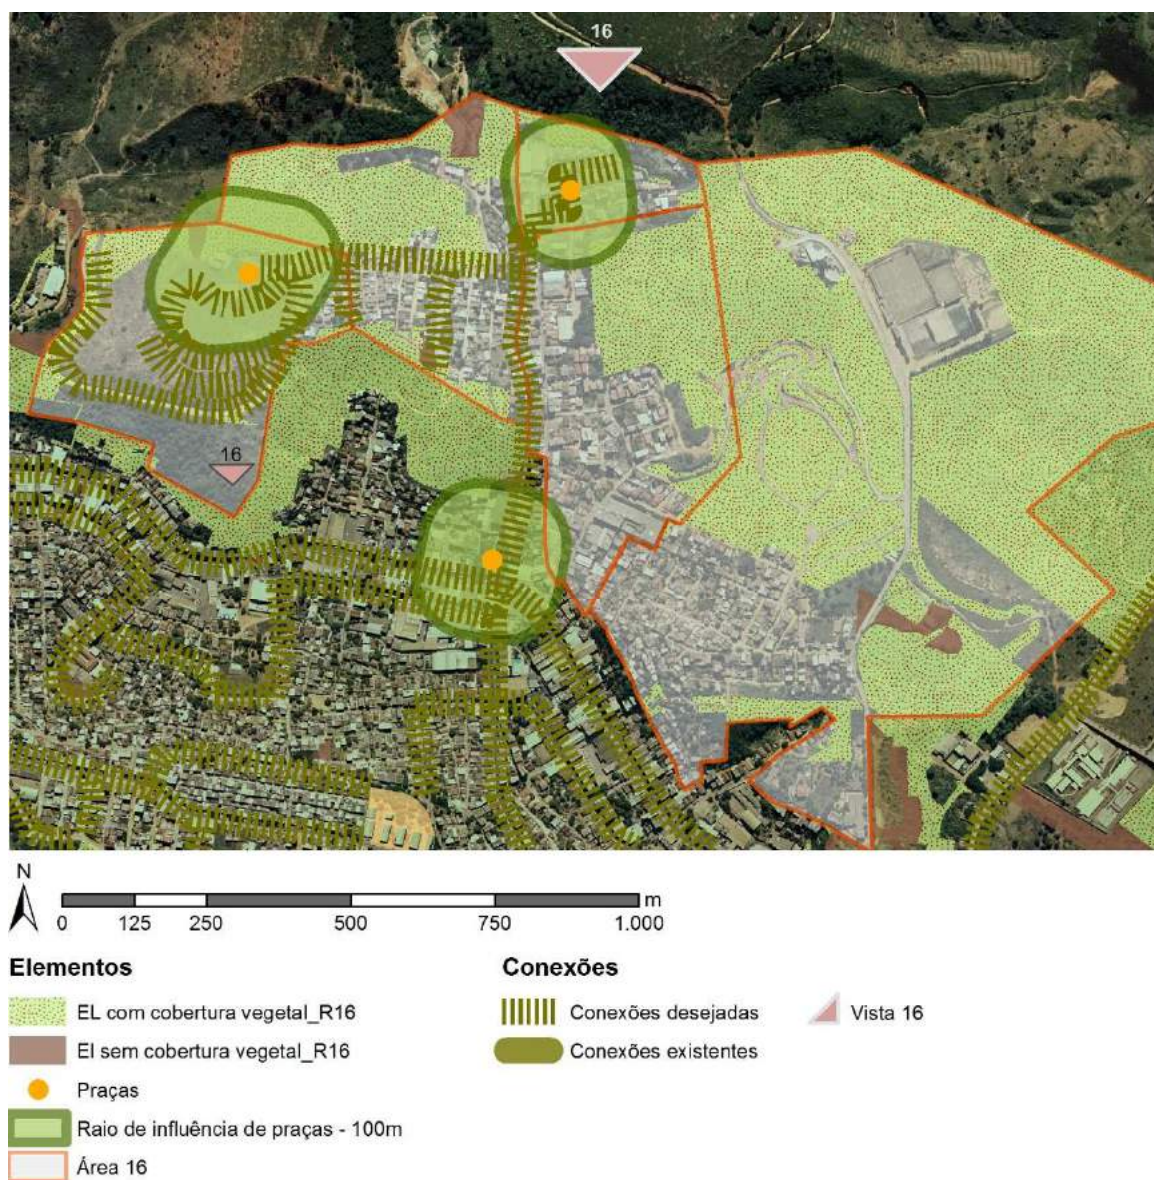 16
16
N
m
0 125 250 500 750 1.000
Elementos
EL com cobertura vegetal_R16
El sem cobertura vegetal_R16
Praças
Raio de influência de praças - 100m
Área 16
Conexões
Conexões desejadas
Conexões existentes
Vista 16